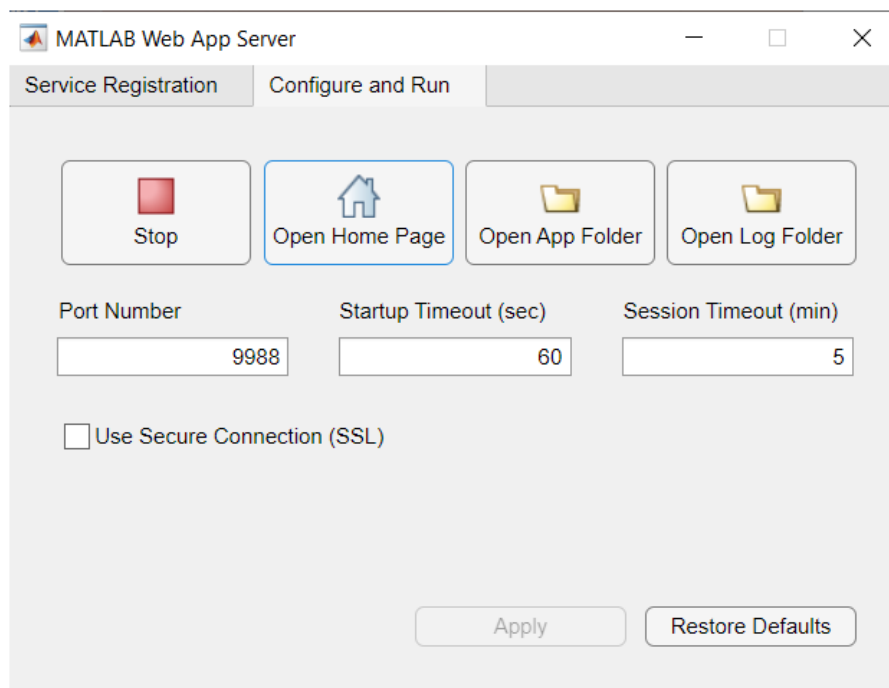 MATLAB Web App Server
Service Registration Configure and Run
Stop Open Home Page Open App Folder Open Log Folder
Port Number Startup Timeout (sec) Session Timeout (min)
9988 60 5
Use Secure Connection (SSL)
Apply Restore Defaults